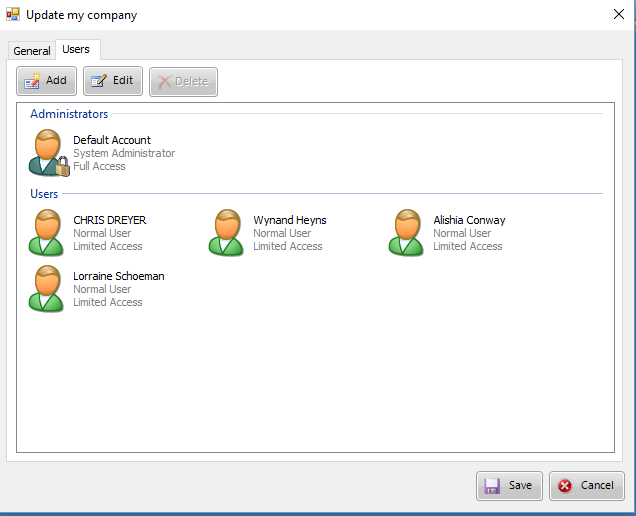 Update my company
General Users
Add Edit Delete
Administrators
Default Account
System Administrator
Full Access
Users
CHRIS DREYER
Normal User
Limited Access
Wynand Heyns
Normal User
Limited Access
Alishia Conway
Normal User
Limited Access
Lorraine Schoeman
Normal User
Limited Access
Save Cancel